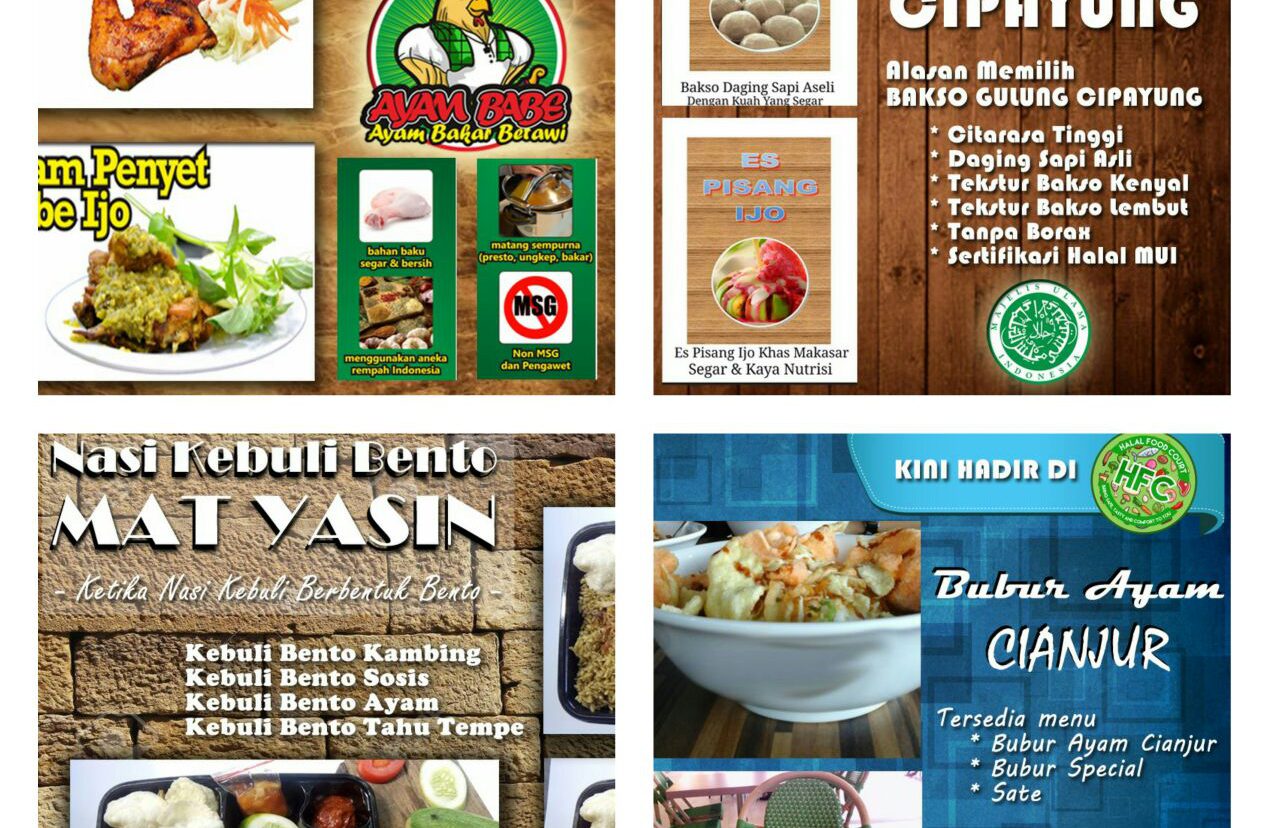 AYAM BABE
Ayam Bakar Betawi
am Penyet
be Ijo
bahan baku
segar & bersih
matang sempurna
(presto, ungkep, bakar)
menggunakan aneka
rempah Indonesia
MSG
Non MSG
dan Pengawet
CIPAYUNG
Bakso Daging Sapi Aseli
Dengan Kuah Yang Segar
Alasan Memilih
BAKSO GULUNG CIPAYUNG
* Citarasa Tinggi
* Daging Sapi Asli
* Tekstur Bakso Kenyal
* Tekstur Bakso Lembut
* Tanpa Borax
* Sertifikasi Halal MUI
ES
PISANG
IJO
Es Pisang Ijo Khas Makasar
Segar & Kaya Nutrisi
MAJELIS ULAMA
INDONESIA
Nasi Kebuli Bento
MAT YASIN
- Ketika Nasi Kebuli Berbentuk Bento -
Kebuli Bento Kambing
Kebuli Bento Sosis
Kebuli Bento Ayam
Kebuli Bento Tahu Tempe
KINI HADIR DI
HALAL FOOD COURT
HFC
Bubur Ayam
CIANJUR
Tersedia menu
* Bubur Ayam Cianjur
* Bubur Special
* Sate